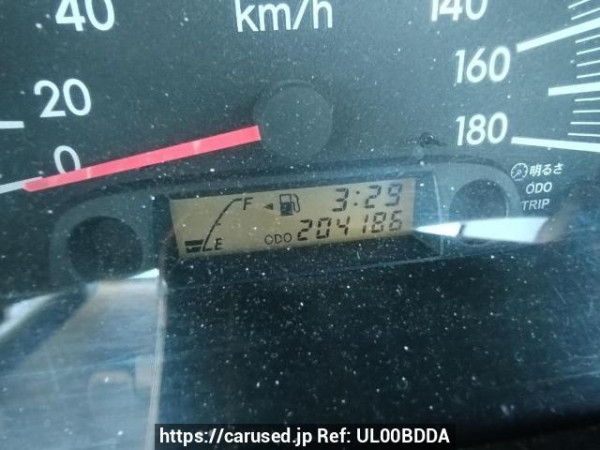 40
km/h
140
20
160
0
180
明るさ
ODO
TRIP
F
3:29
E
ODO 204186
https://carused.jp Ref: UL00BDDA